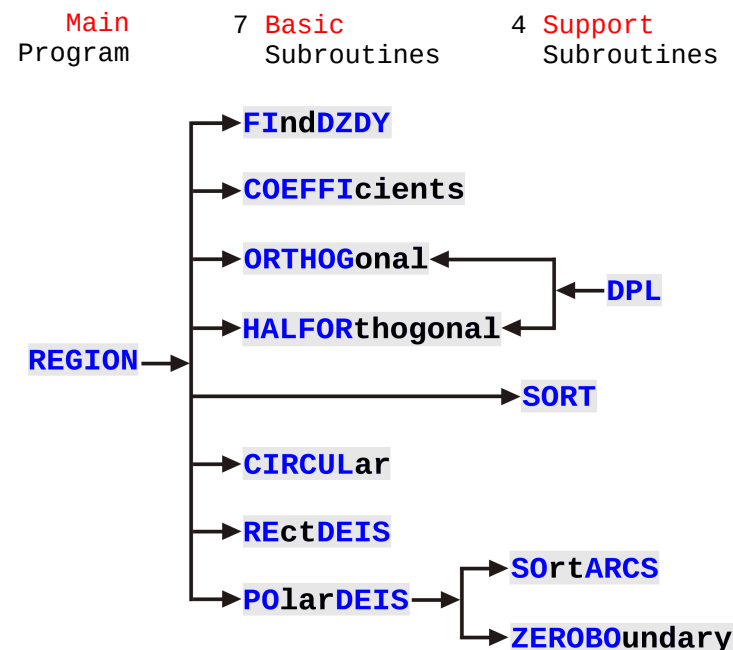 Main 7 Basic 4 Support
Program Subroutines Subroutines
FIndDZDY
COEFFIcients
ORTHOGonal
DPL
HALFORthogonal
REGION
SORT
CIRCULar
REctDEIS
SOrtARCS
POlarDEIS
ZEROBOundary